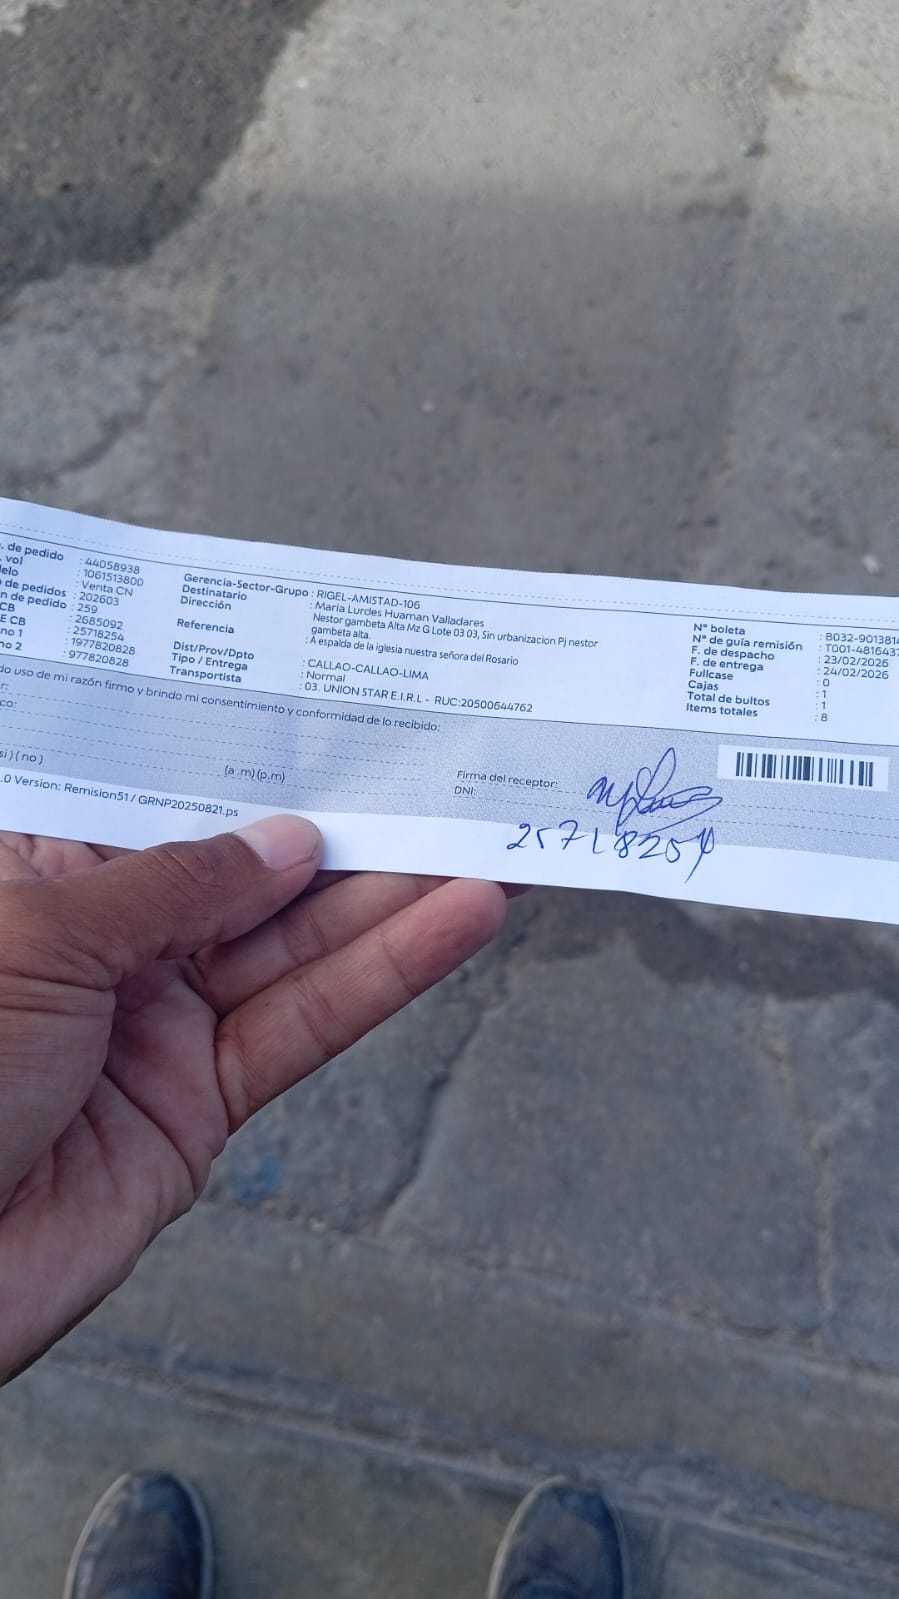 . de pedido : 44058938
. vol : 1061513800
elo : Venta CN
de pedidos : 202603
n de pedido : 259
CB : 2685092
E CB : 25718254
no 1 : 1977820828
no 2 : 977820828
Gerencia-Sector-Grupo : RIGEL-AMISTAD-106
Destinatario : Maria Lurdes Huaman Valladares
Dirección : Nestor gambeta Alta Mz G Lote 03 03, Sin urbanizacion Pj nestor
gambeta alta.
Referencia : A espalda de la iglesia nuestra señora del Rosario
Dist/Prov/Dpto : CALLAO-CALLAO-LIMA
Tipo / Entrega : Normal
Transportista : 03. UNION STAR E.I.R.L - RUC:20500644762
N° boleta : B032-9013814
N° de guía remisión : T001-4816437
F. de despacho : 23/02/2026
F. de entrega : 24/02/2026
Fullcase : 0
Cajas : 1
Total de bultos : 1
Items totales : 8
do uso de mi razón firmo y brindo mi consentimiento y conformidad de lo recibido:
r:
co:
si ) ( no )
(a .m) (p.m)
Firma del receptor:
DNI:
25718254
.0 Version: Remision51 / GRNP20250821.ps